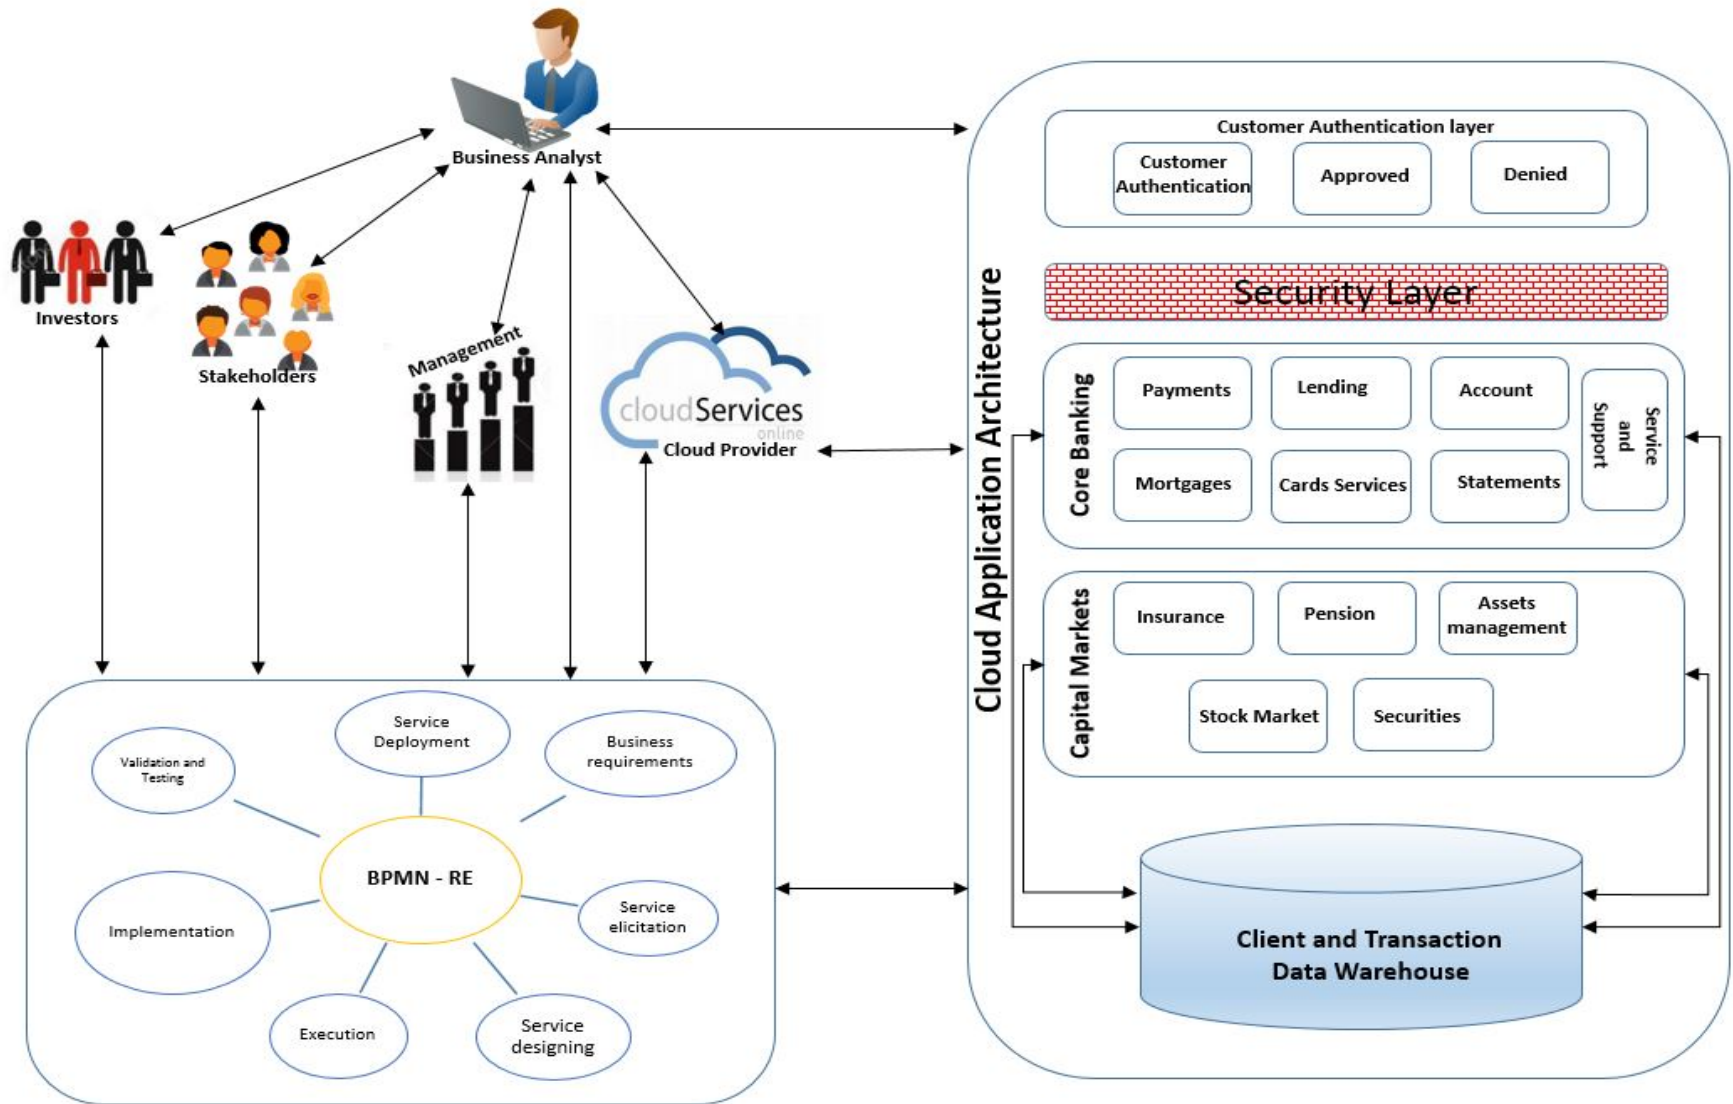 Business Analyst
Investors
Stakeholders
Management
cloudServices
online
Cloud Provider
Validation and
Testing
Service
Deployment
Business
requirements
BPMN - RE
Implementation
Service
elicitation
Execution
Service
designing
Cloud Application Architecture
Customer Authentication layer
Customer
Authentication
Approved
Denied
Security Layer
Core Banking
Payments
Lending
Account
Mortgages
Cards Services
Statements
Service
and
Support
Capital Markets
Insurance
Pension
Assets
management
Stock Market
Securities
Client and Transaction
Data Warehouse